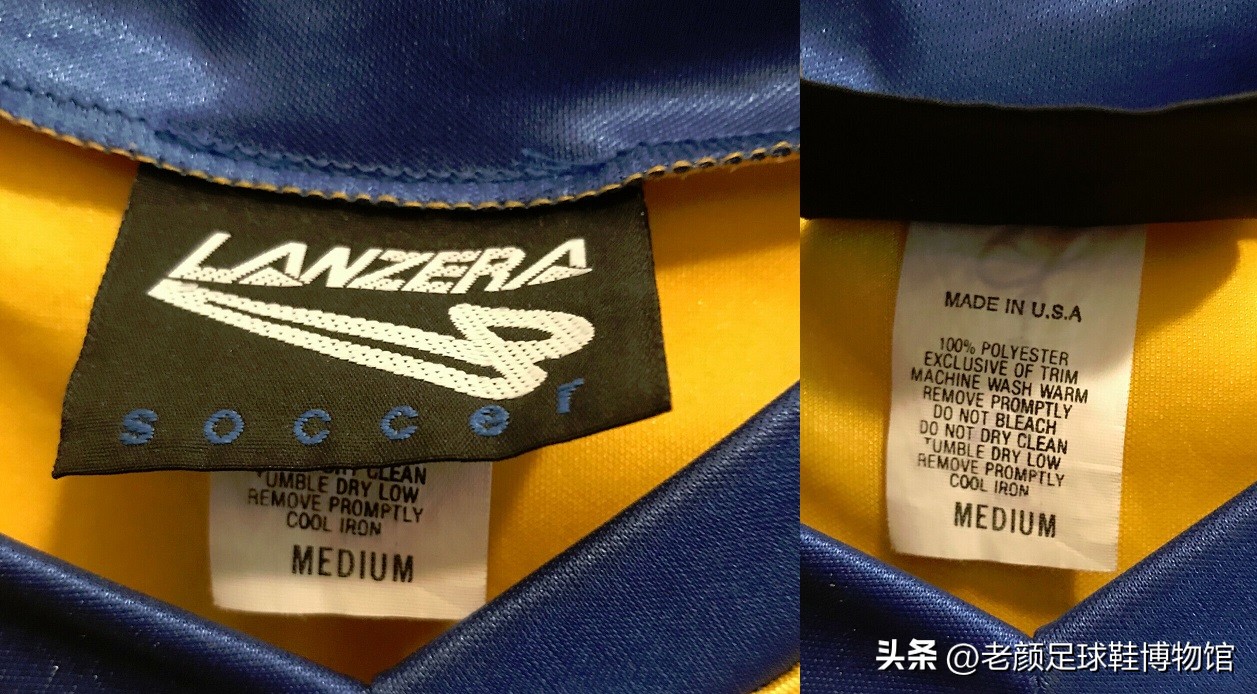 LANZERA
soccer
DRY CLEAN
TUMBLE DRY LOW
REMOVE PROMPTLY
COOL IRON
MEDIUM
MADE IN U.S.A
100% POLYESTER
EXCLUSIVE OF TRIM
MACHINE WASH WARM
REMOVE PROMPTLY
DO NOT BLEACH
DO NOT DRY CLEAN
TUMBLE DRY LOW
REMOVE PROMPTLY
COOL IRON
MEDIUM
头条 @老颜足球鞋博物馆